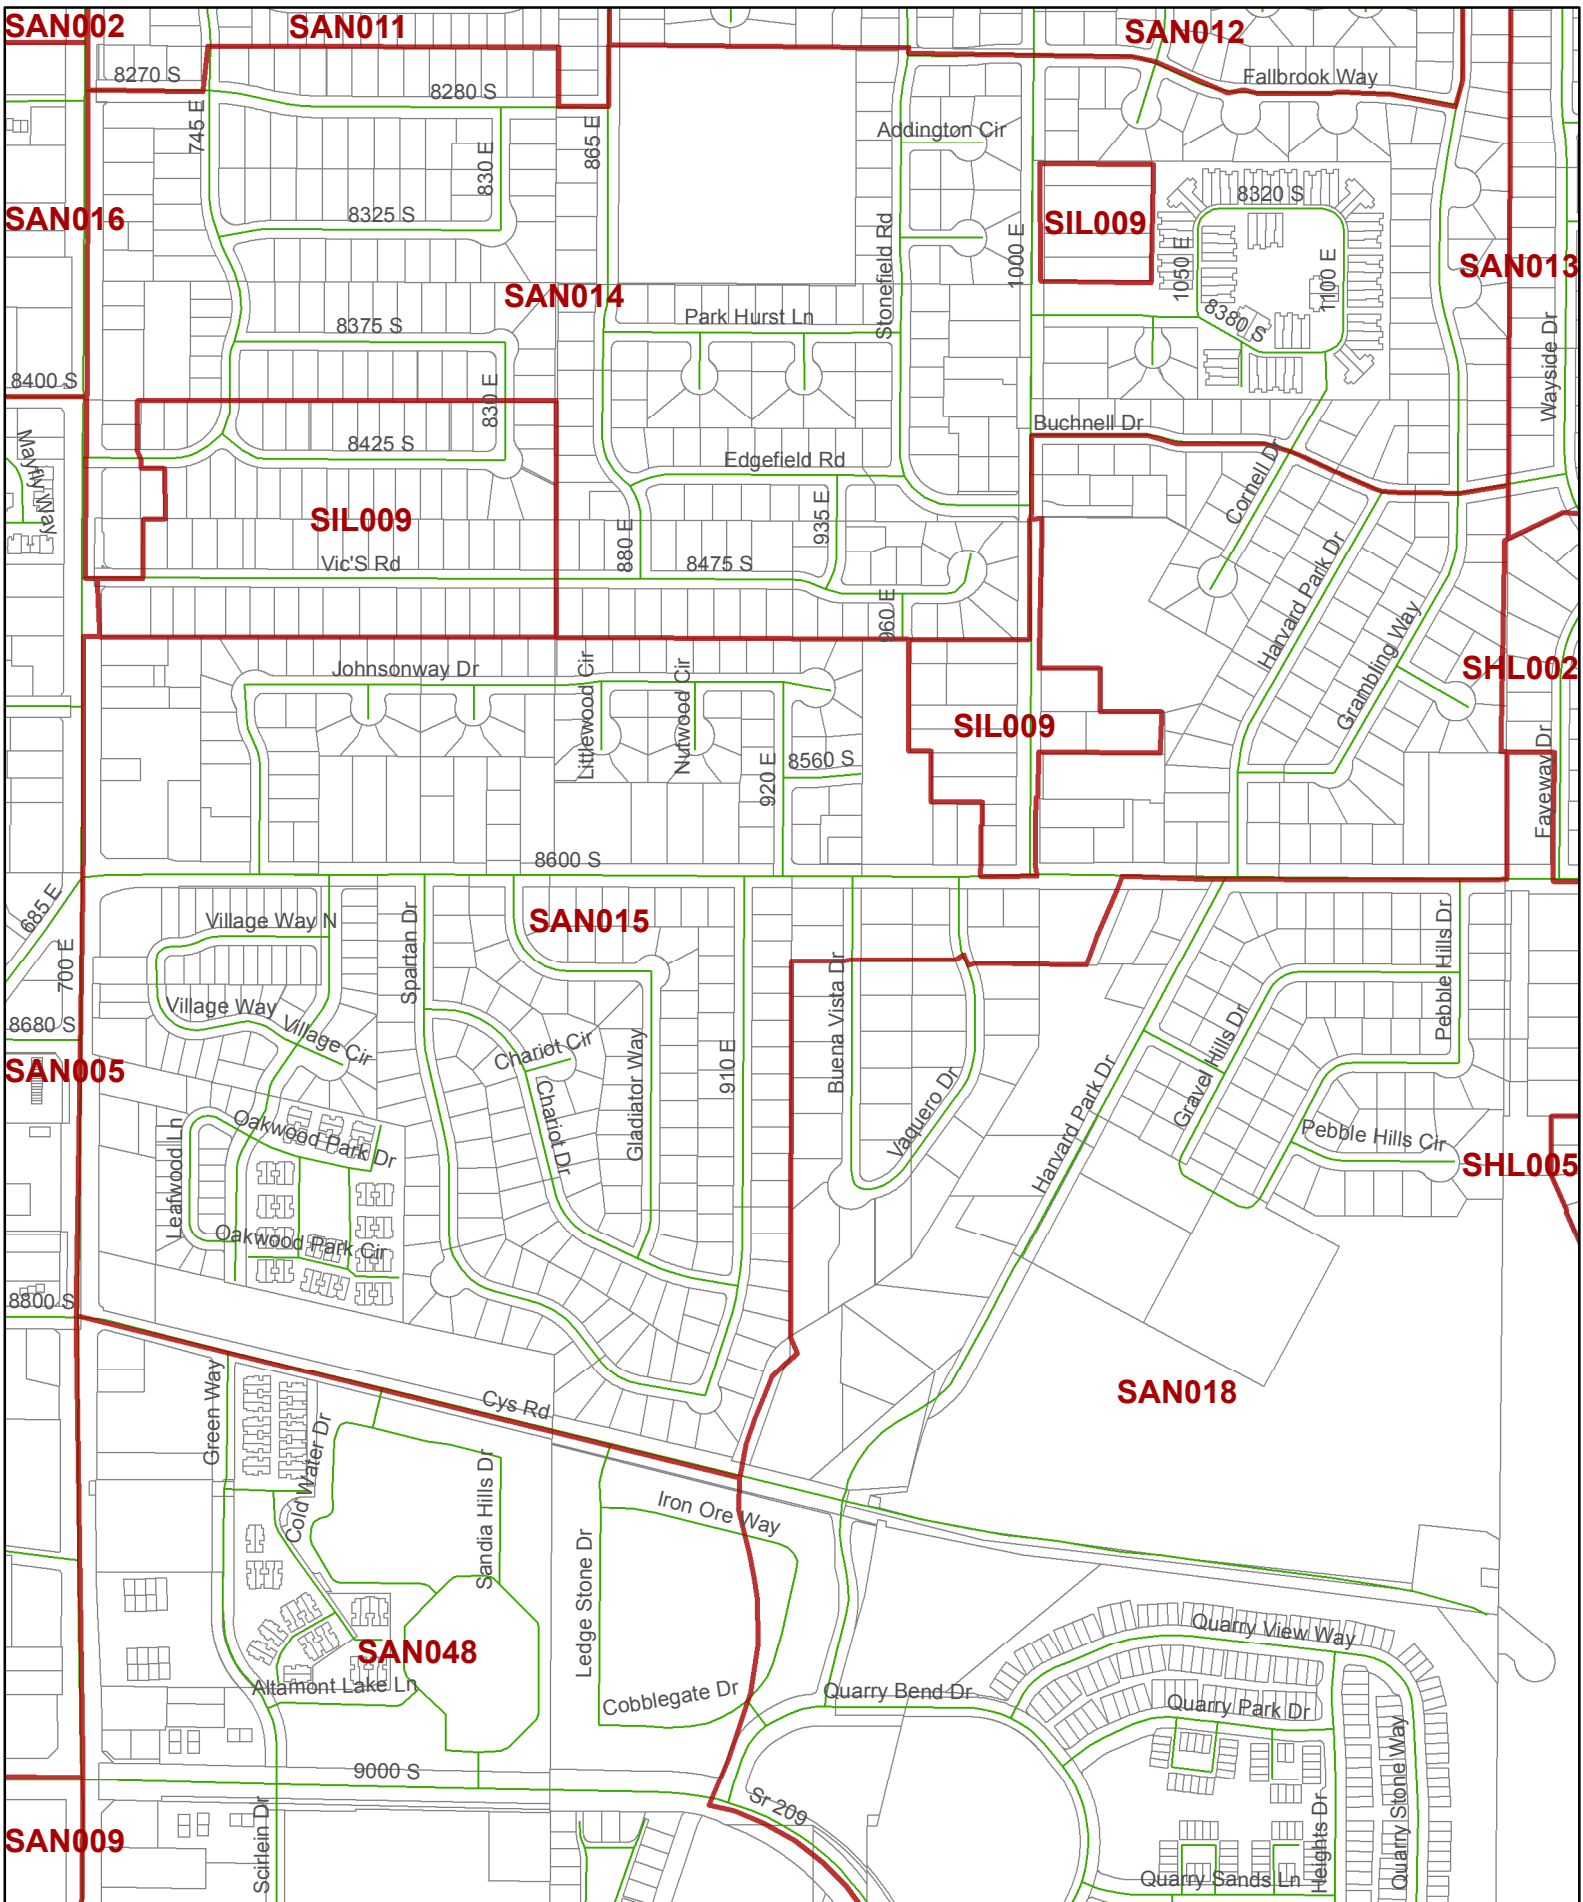 SAN002
SAN011
SAN012
8270 S
8280 S
Fallbrook Way
745 E
865 E
Addington Cir
830 E
8320 S
SAN016
8325 S
SIL009
Stonefield Rd
1000 E
1050 E
1100 E
SAN013
SAN014
Park Hurst Ln
8375 S
8380 S
Wayside Dr
8400 S
830 E
Buchnell Dr
8425 S
Mayfly Way
Edgefield Rd
Cornell Dr
SIL009
935 E
880 E
Vic'S Rd
8475 S
Harvard Park Dr
960 E
Grambling Way
Johnsonway Dr
Littlewood Cir
Nutwood Cir
SHL002
SIL009
8560 S
920 E
Faveway Dr
8600 S
685 E
Village Way N
SAN015
Spartan Dr
Pebble Hills Dr
700 E
Buena Vista Dr
Village Way
8680 S
Village Cir
Chariot Cir
Gladiator Way
910 E
Gravel Hills Dr
SAN005
Vaquero Dr
Harvard Park Dr
Chariot Dr
Oakwood Park Dr
Leafwood Ln
Pebble Hills Cir
SHL005
Oakwood Park Cir
8800 S
Green Way
Cys Rd
SAN018
Cold Water Dr
Sandia Hills Dr
Iron Ore Way
Ledge Stone Dr
Quarry View Way
SAN048
Altamont Lake Ln
Cobblegate Dr
Quarry Bend Dr
Quarry Park Dr
Quarry Stone Way
9000 S
Sr 209
SAN009
Scirlein Dr
Heights Dr
Quarry Sands Ln